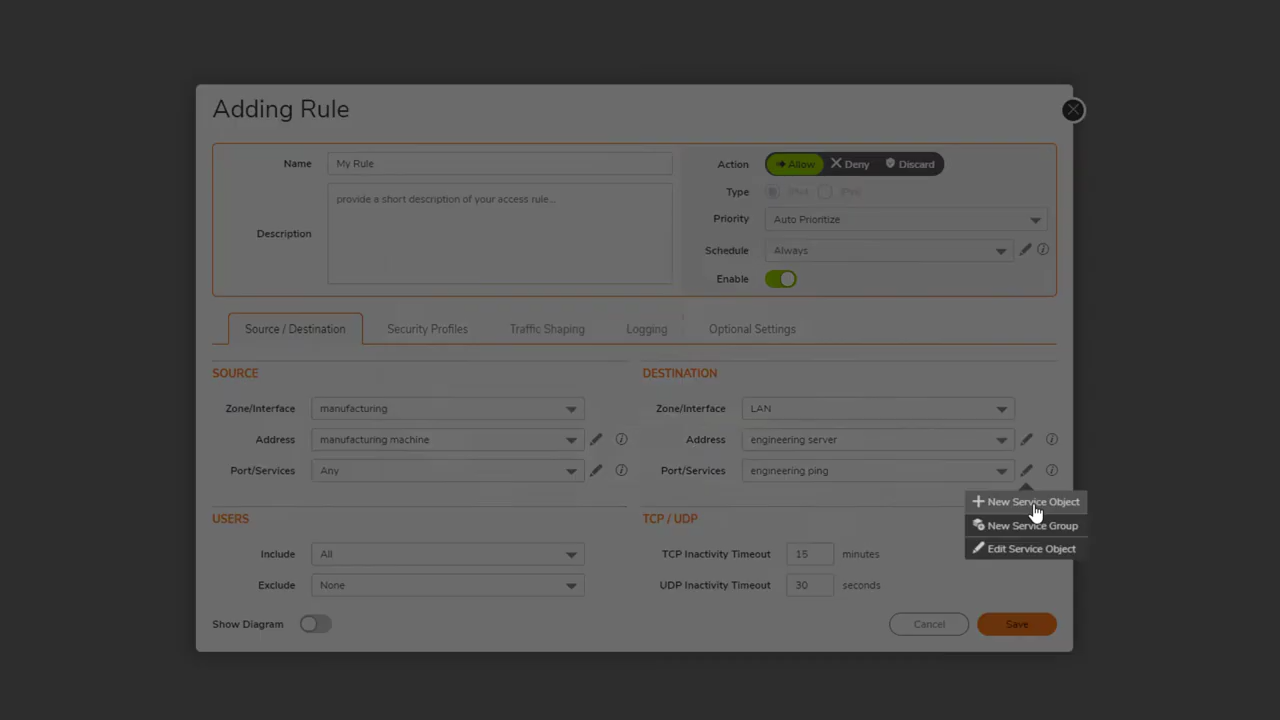 Adding Rule
Name My Rule
Description provide a short description of your access rule...
Action Allow Deny Discard
Type
Priority Auto Prioritize
Schedule Always
Enable
Source / Destination Security Profiles Traffic Shaping Logging Optional Settings
SOURCE
Zone/Interface manufacturing
Address manufacturing machine
Port/Services Any
DESTINATION
Zone/Interface LAN
Address engineering server
Port/Services engineering ping
New Service Object
New Service Group
Edit Service Object
USERS
Include All
Exclude None
TCP / UDP
TCP Inactivity Timeout 15 minutes
UDP Inactivity Timeout 30 seconds
Show Diagram
Cancel Save